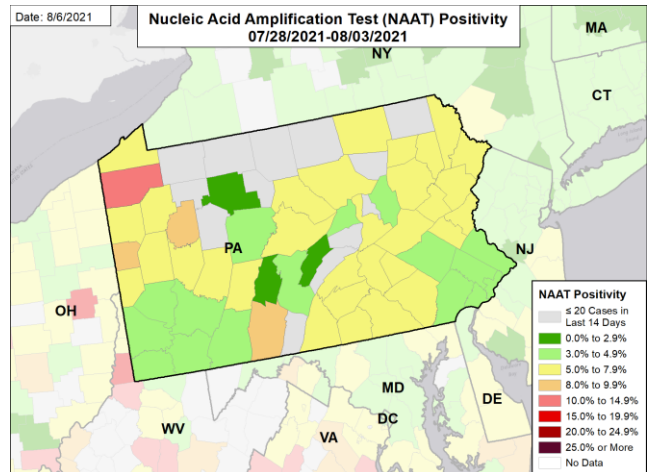 Date: 8/6/2021
Nucleic Acid Amplification Test (NAAT) Positivity
07/28/2021-08/03/2021
NY
MA
CT
PA
NJ
OH
MD
DE
WV
DC
VA
NAAT Positivity
≤ 20 Cases in
Last 14 Days
0.0% to 2.9%
3.0% to 4.9%
5.0% to 7.9%
8.0% to 9.9%
10.0% to 14.9%
15.0% to 19.9%
20.0% to 24.9%
25.0% or More
No Data